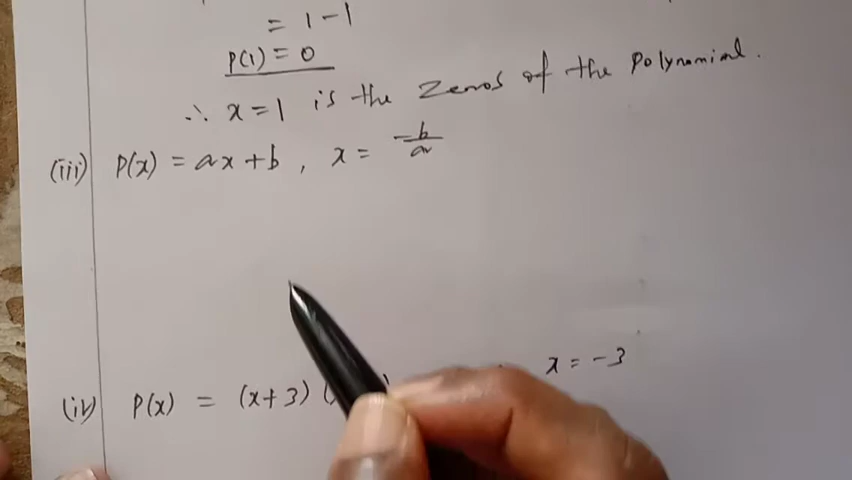 = 1 - 1
P(1) = 0
∴ x = 1 is the zeros of the polynomial.
(iii) P(x) = ax + b , x = -b/a
(iv) P(x) = (x + 3) ( x = -3